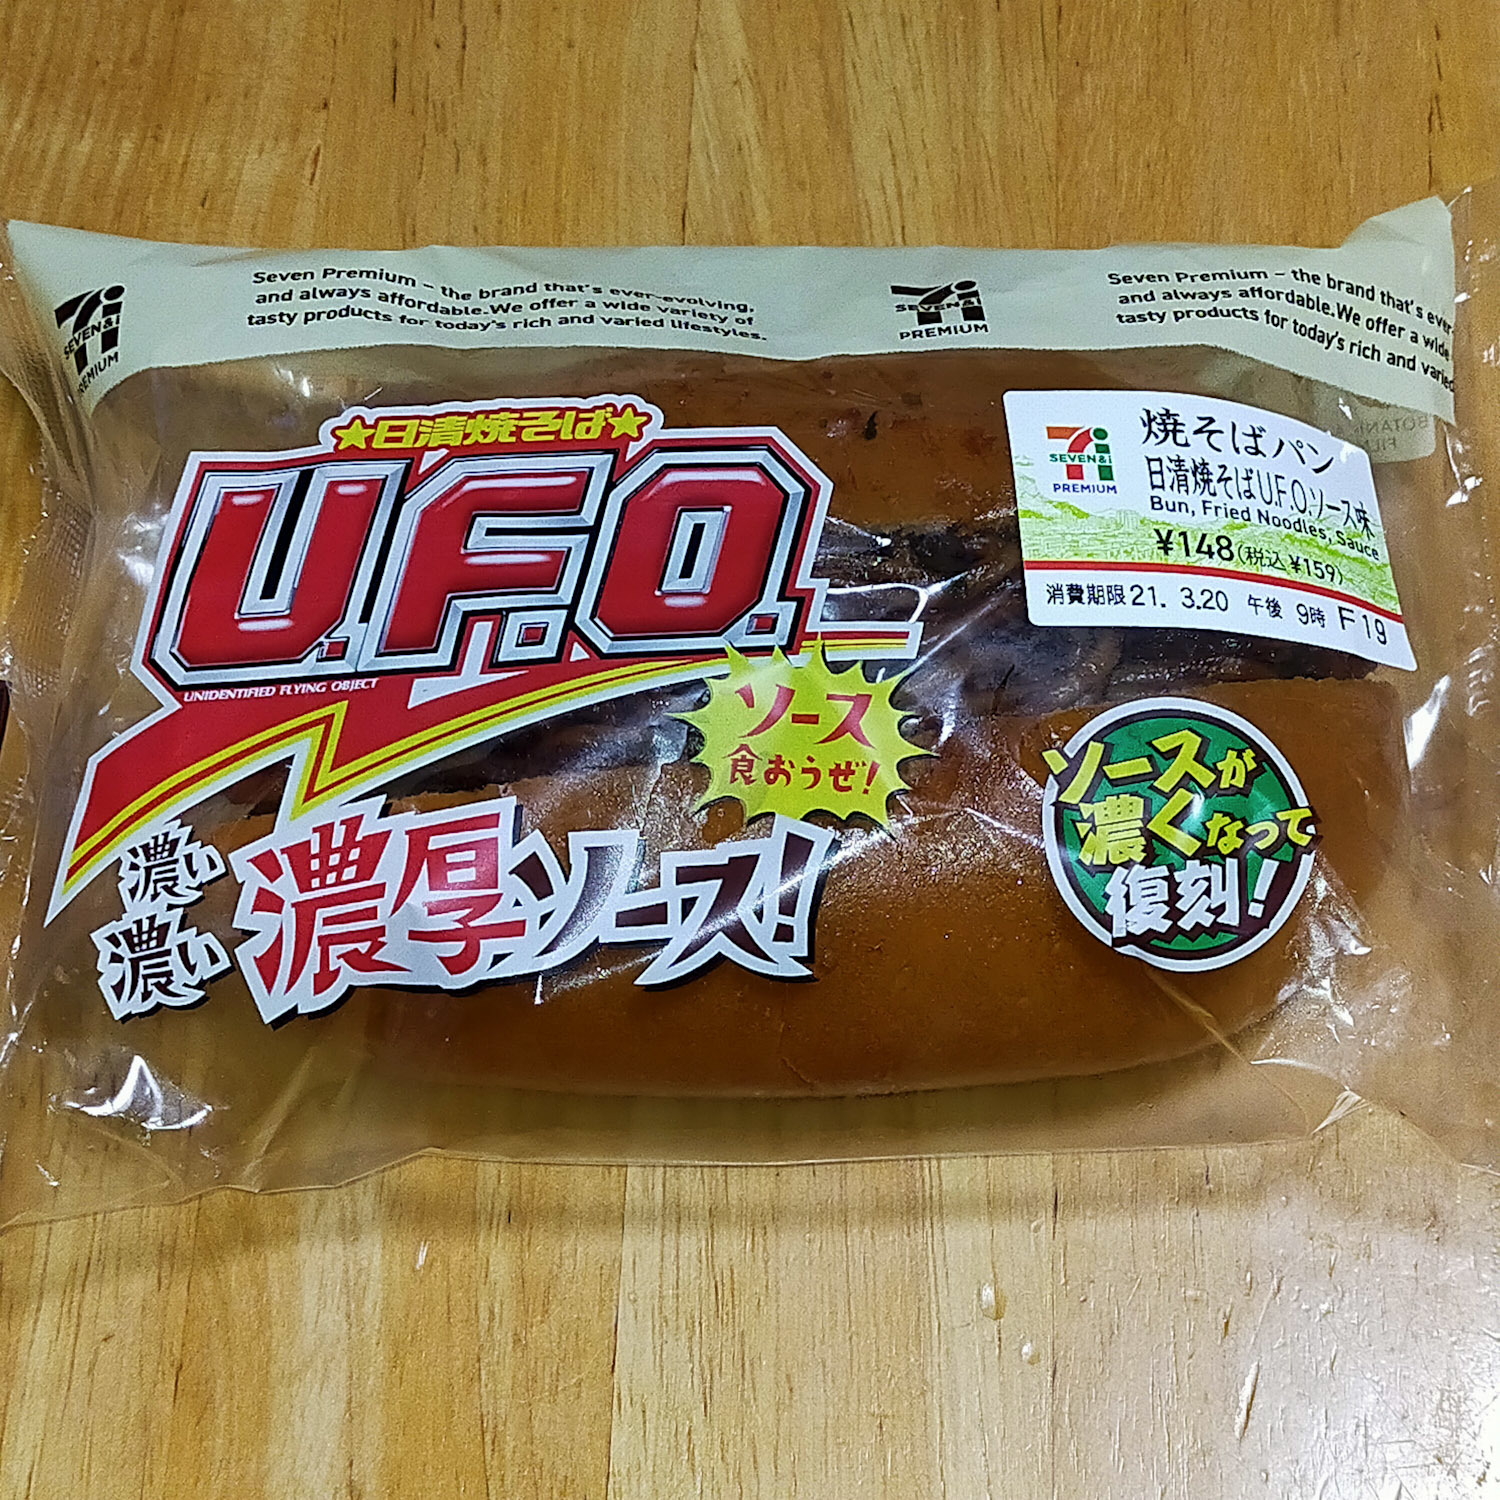 SEVEN&i
PREMIUM
Seven Premium – the brand that's ever-evolving,
and always affordable.We offer a wide variety of
tasty products for today's rich and varied lifestyles.
SEVEN&i
PREMIUM
Seven Premium – the brand that's ever
and always affordable.We offer a wide
tasty products for today's rich and varied
★日清焼そば★
U.F.O.
UNIDENTIFIED FLYING OBJECT
ソース
食おうぜ!
濃い
濃い
濃厚ソース!
SEVEN&i
PREMIUM
焼そばパン
日清焼そばU.F.O.ソース味
Bun, Fried Noodles, Sauce
¥148(税込¥159)
消費期限21. 3.20 午後 9時 F19
ソースが
濃くなって
復刻!